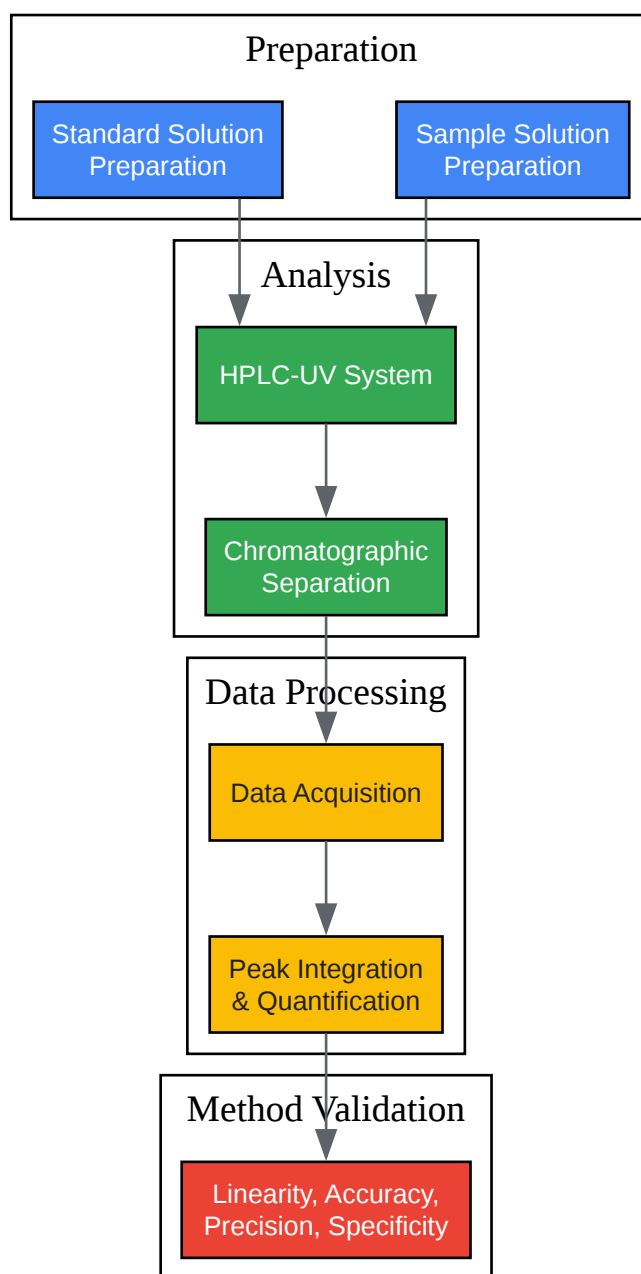 Preparation
Standard Solution
Preparation
Sample Solution
Preparation
Analysis
HPLC-UV System
Chromatographic
Separation
Data Processing
Data Acquisition
Peak Integration
& Quantification
Method Validation
Linearity, Accuracy,
Precision, Specificity